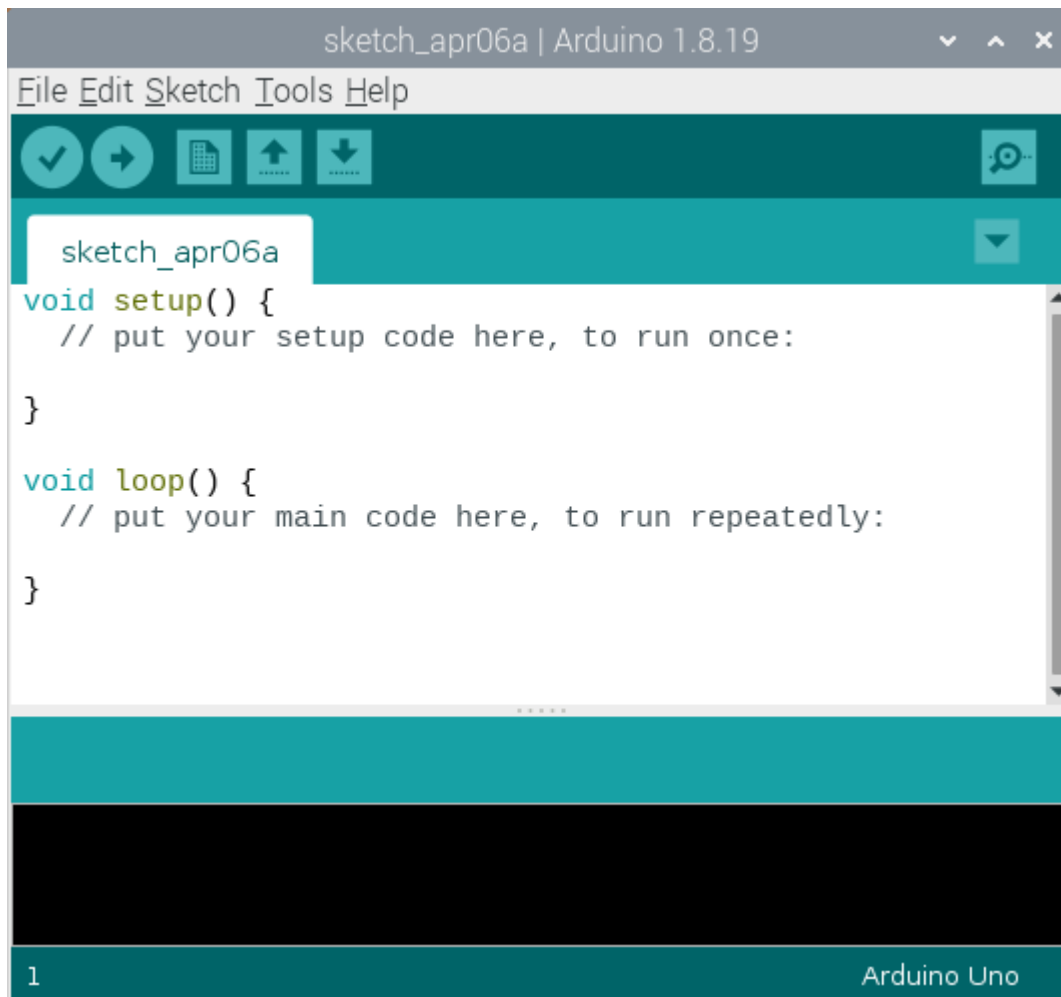 sketch_apr06a | Arduino 1.8.19
File Edit Sketch Tools Help
sketch_apr06a
void setup() {
  // put your setup code here, to run once:
}
void loop() {
  // put your main code here, to run repeatedly:
}
1
Arduino Uno